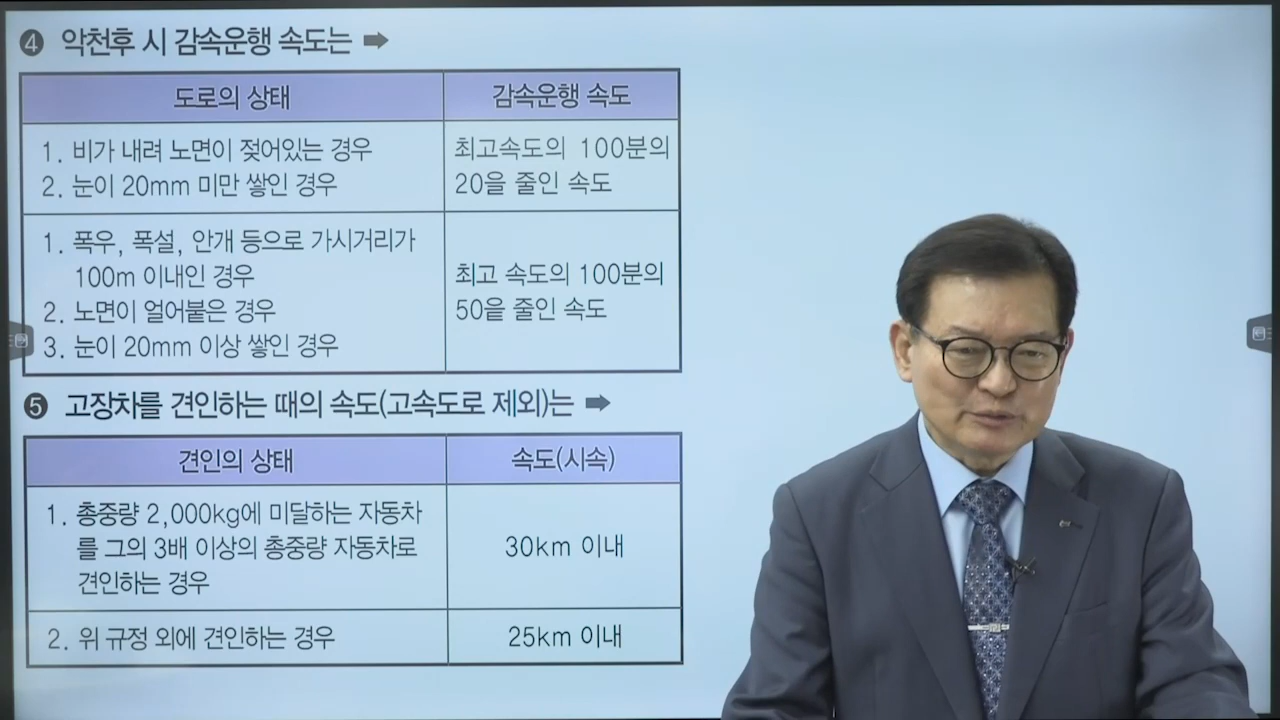 ❹ 악천후 시 감속운행 속도는 ➡
도로의 상태
감속운행 속도
1. 비가 내려 노면이 젖어있는 경우
2. 눈이 20mm 미만 쌓인 경우
최고속도의 100분의
20을 줄인 속도
1. 폭우, 폭설, 안개 등으로 가시거리가
100m 이내인 경우
2. 노면이 얼어붙은 경우
3. 눈이 20mm 이상 쌓인 경우
최고 속도의 100분의
50을 줄인 속도
❺ 고장차를 견인하는 때의 속도(고속도로 제외)는 ➡
견인의 상태
속도(시속)
1. 총중량 2,000kg에 미달하는 자동차
를 그의 3배 이상의 총중량 자동차로
견인하는 경우
30km 이내
2. 위 규정 외에 견인하는 경우
25km 이내